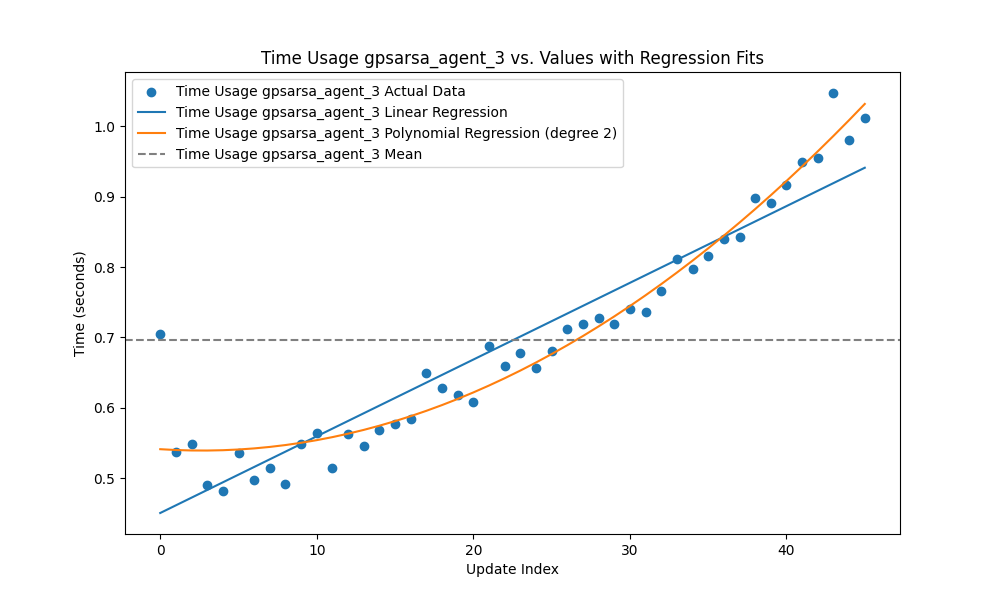 Time Usage gpsarsa_agent_3 vs. Values with Regression Fits
Time Usage gpsarsa_agent_3 Actual Data
Time Usage gpsarsa_agent_3 Linear Regression
Time Usage gpsarsa_agent_3 Polynomial Regression (degree 2)
Time Usage gpsarsa_agent_3 Mean
Time (seconds)
1.0
0.9
0.8
0.7
0.6
0.5
0
10
20
30
40
Update Index